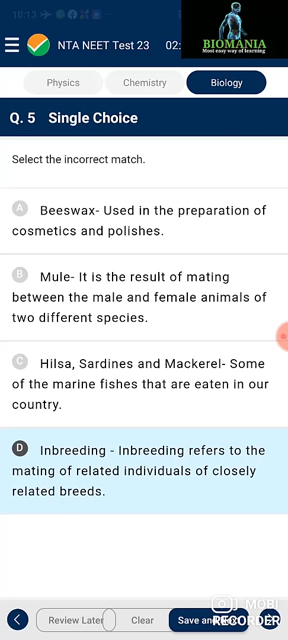 10:13
BIOMANIA
Most easy way of learning
NTA NEET Test 23 02:
Physics Chemistry Biology
Q. 5 Single Choice
Select the incorrect match.
A Beeswax- Used in the preparation of
cosmetics and polishes.
B Mule- It is the result of mating
between the male and female animals of
two different species.
C Hilsa, Sardines and Mackerel- Some
of the marine fishes that are eaten in our
country.
D Inbreeding - Inbreeding refers to the
mating of related individuals of closely
related breeds.
MOBI
RECORDER
Review Later Clear Save and